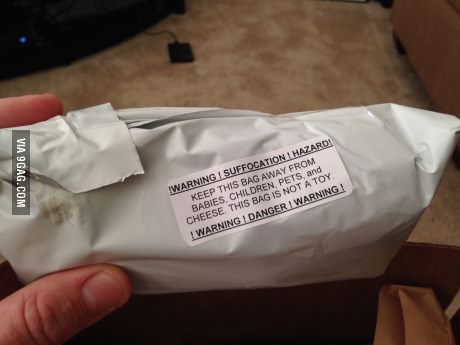 !WARNING ! SUFFOCATION ! HAZARD!
KEEP THIS BAG AWAY FROM
BABIES, CHILDREN, PETS, and
CHEESE. THIS BAG IS NOT A TOY.
! WARNING ! DANGER ! WARNING !
VIA 9GAG.COM